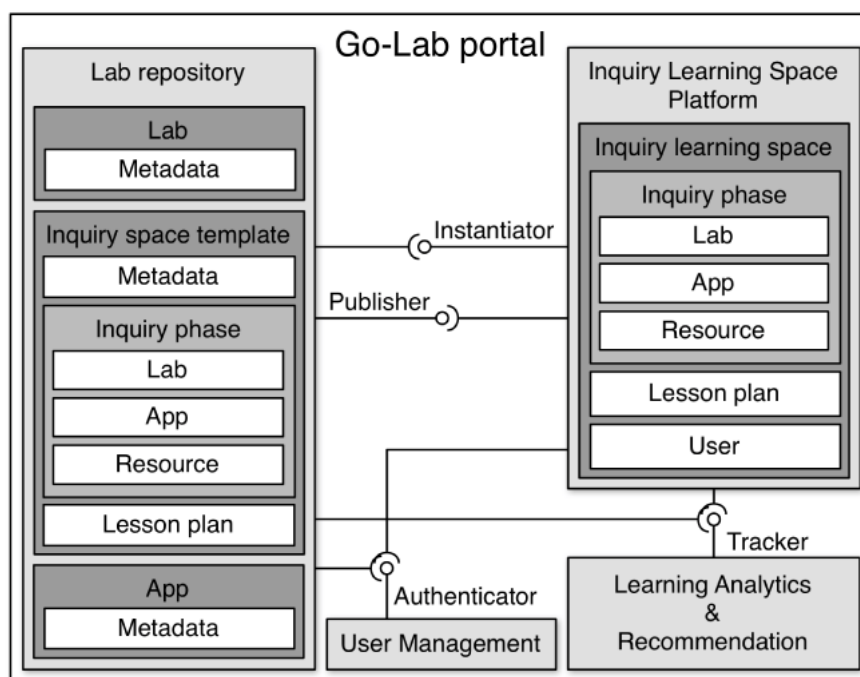 Go-Lab portal
Lab repository
Lab
Metadata
Inquiry space template
Metadata
Inquiry phase
Lab
App
Resource
Lesson plan
App
Metadata
Instantiator
Publisher
Authenticator
User Management
Inquiry Learning Space
Platform
Inquiry learning space
Inquiry phase
Lab
App
Resource
Lesson plan
User
Tracker
Learning Analytics
&
Recommendation